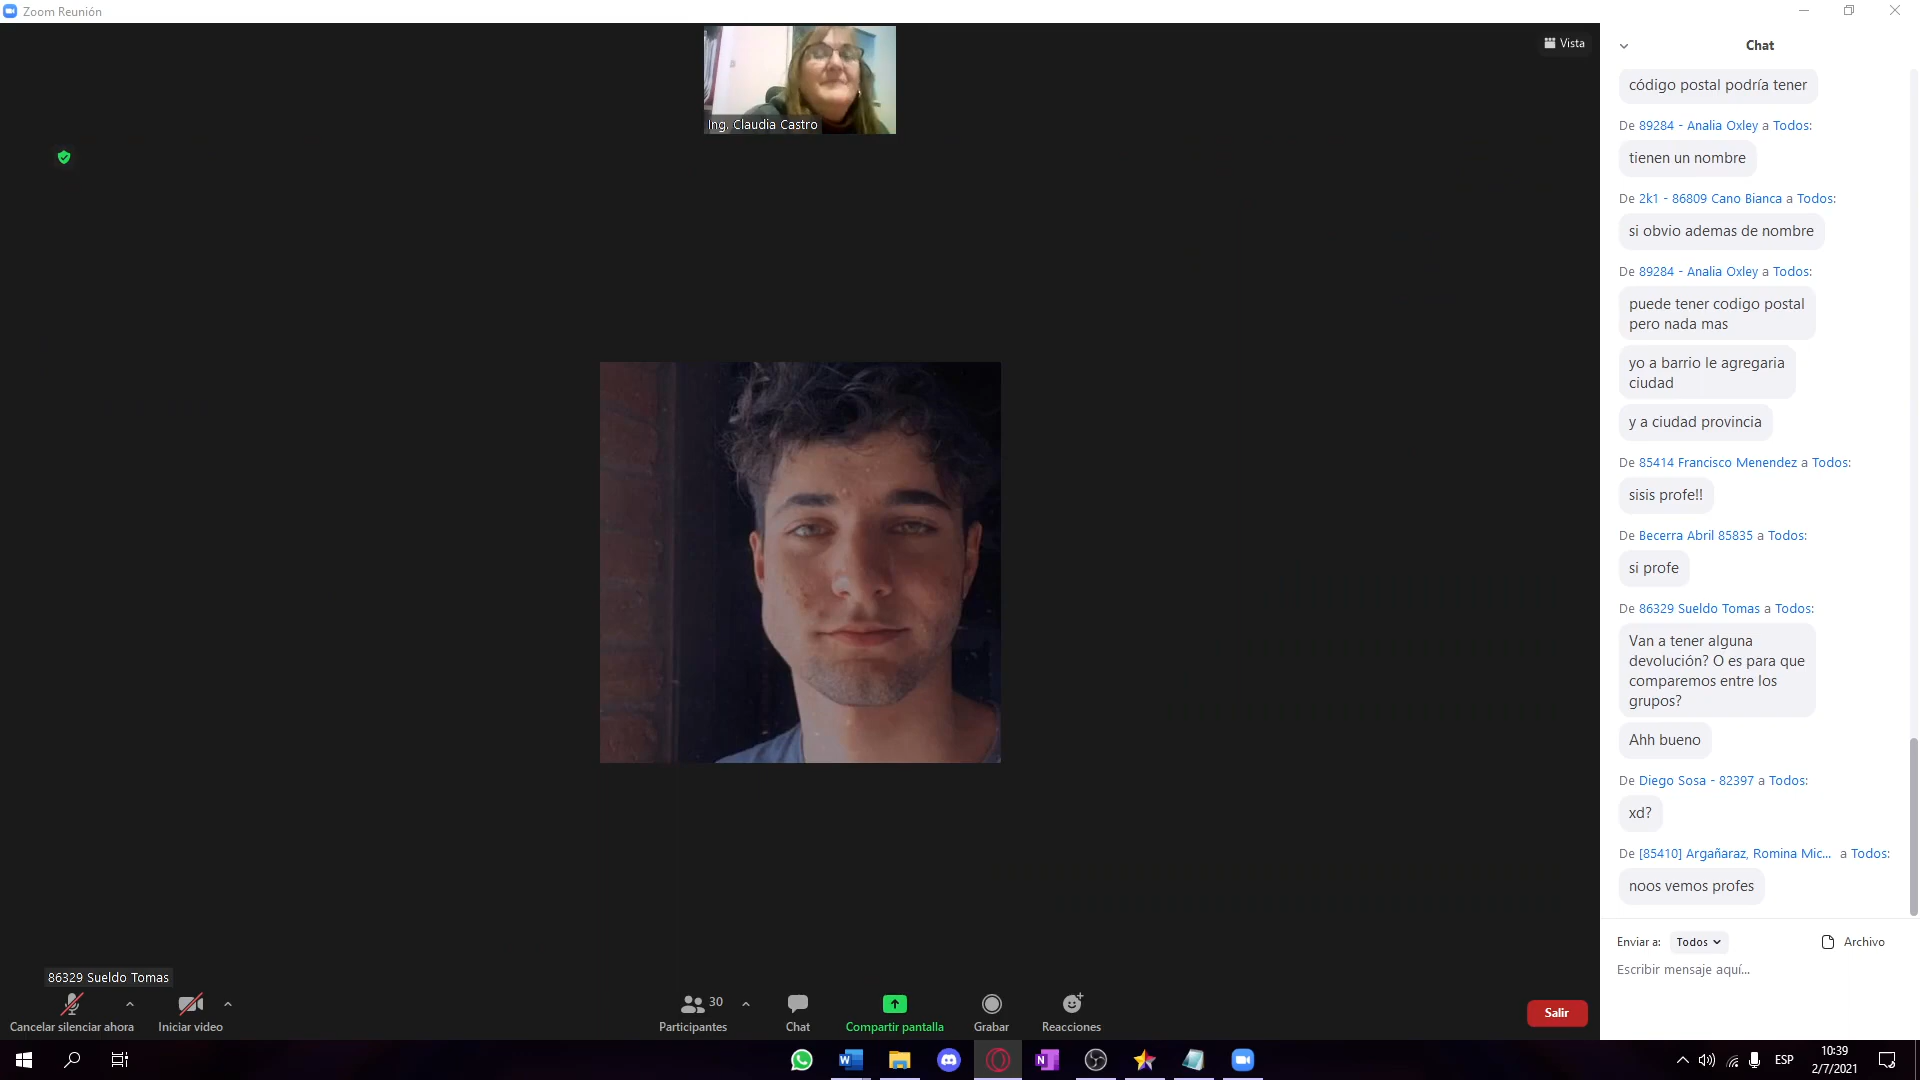 Zoom Reunión
Ing. Claudia Castro
Vista
Chat
código postal podría tener
De 89284 - Analia Oxley a Todos:
tienen un nombre
De 2k1 - 86809 Cano Bianca a Todos:
si obvio ademas de nombre
De 89284 - Analia Oxley a Todos:
puede tener codigo postal
pero nada mas
yo a barrio le agregaria
ciudad
y a ciudad provincia
De 85414 Francisco Menendez a Todos:
sisis profe!!
De Becerra Abril 85835 a Todos:
si profe
De 86329 Sueldo Tomas a Todos:
Van a tener alguna
devolución? O es para que
comparemos entre los
grupos?
Ahh bueno
De Diego Sosa - 82397 a Todos:
xd?
De [85410] Argañaraz, Romina Mic... a Todos:
noos vemos profes
Enviar a: Todos Archivo
Escribir mensaje aquí...
86329 Sueldo Tomas
30
Cancelar silenciar ahora Iniciar video Participantes Chat Compartir pantalla Grabar Reacciones Salir
ESP
10:39
2/7/2021